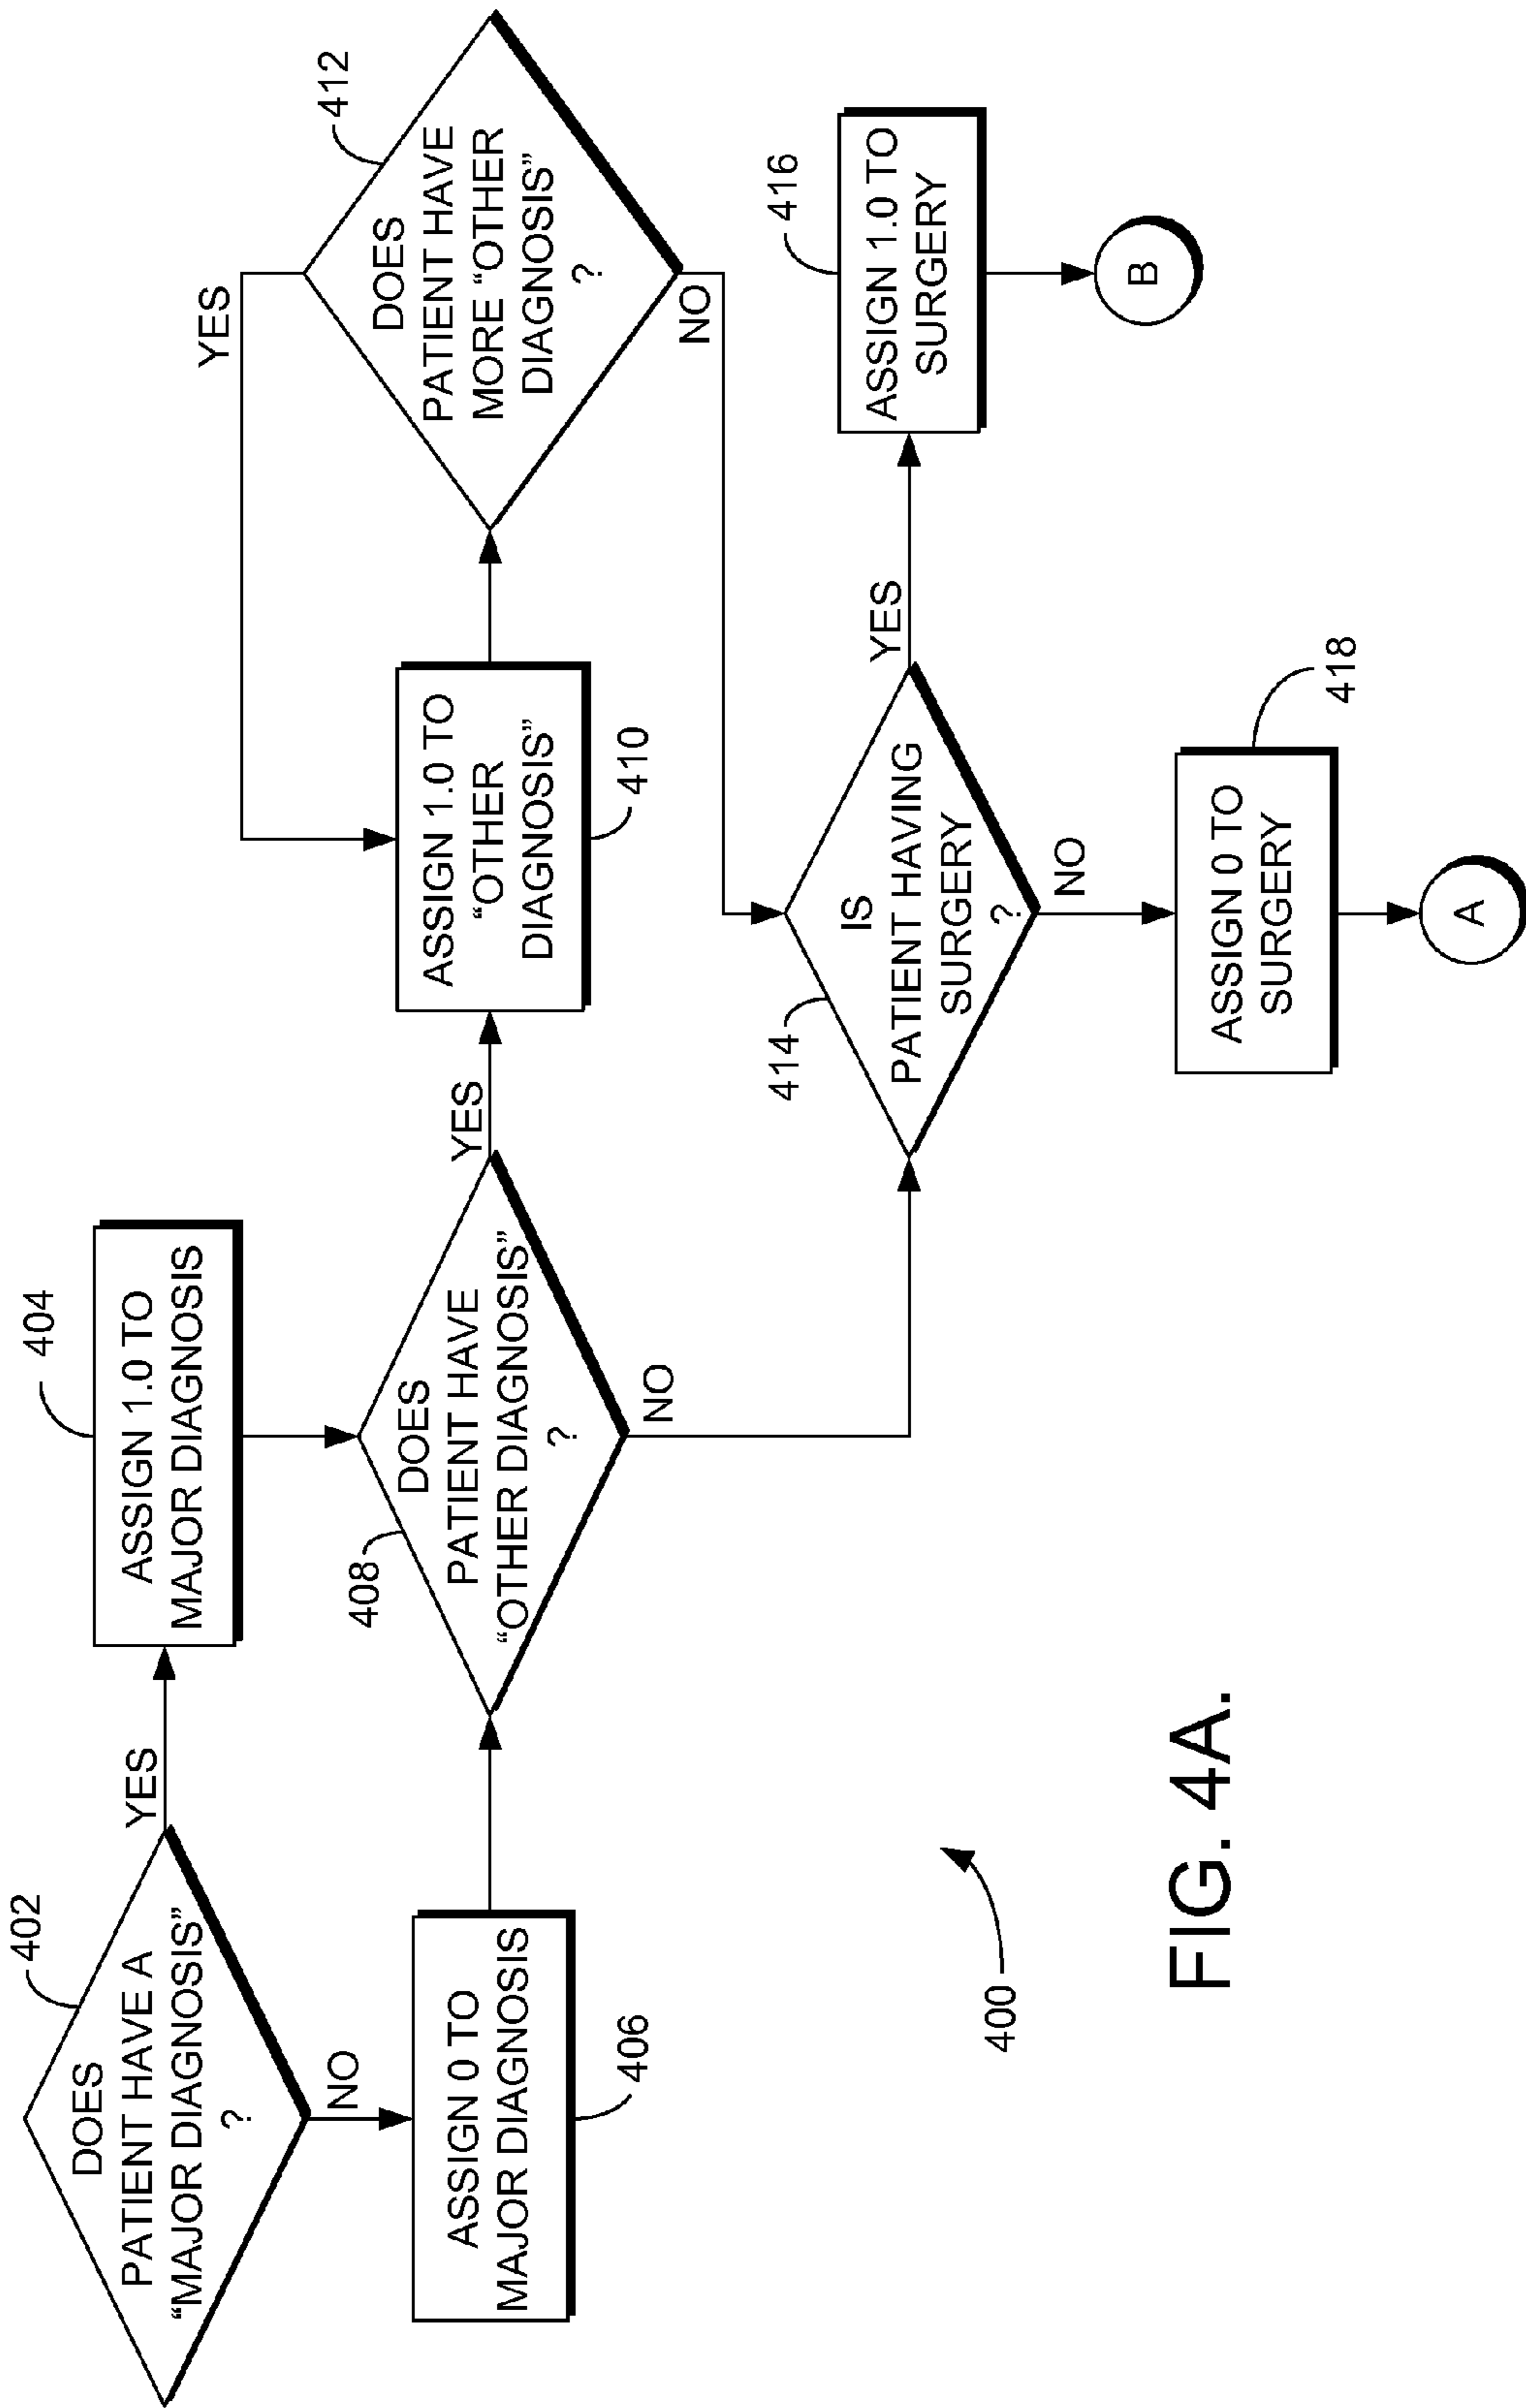 402
DOES
PATIENT HAVE A
“MAJOR DIAGNOSIS”
?
YES
NO
404
ASSIGN 1.0 TO
MAJOR DIAGNOSIS
ASSIGN 0 TO
MAJOR DIAGNOSIS
406
408
DOES
PATIENT HAVE
“OTHER DIAGNOSIS”
?
YES
NO
ASSIGN 1.0 TO
“OTHER
DIAGNOSIS”
410
YES
412
DOES
PATIENT HAVE
MORE “OTHER
DIAGNOSIS”
?
NO
414
IS
PATIENT HAVING
SURGERY
?
YES
NO
416
ASSIGN 1.0 TO
SURGERY
B
ASSIGN 0 TO
SURGERY
418
A
400
FIG. 4A.